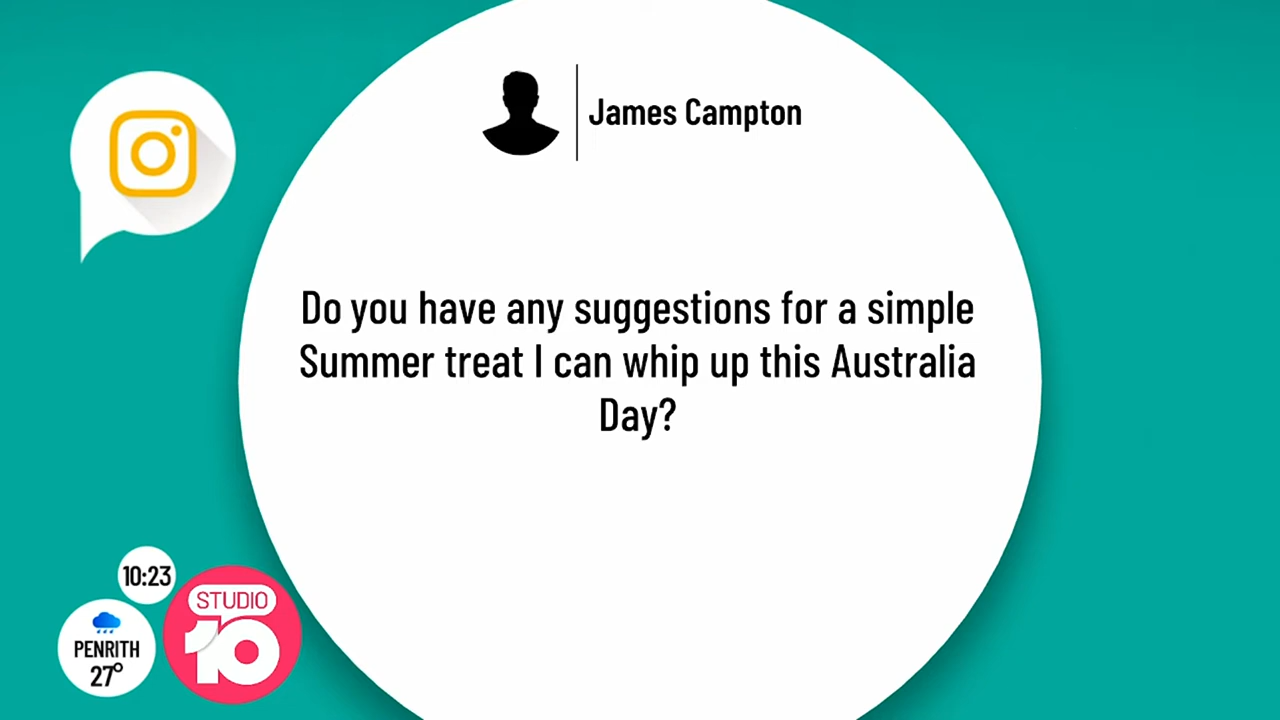 James Campton
Do you have any suggestions for a simple
Summer treat I can whip up this Australia
Day?
10:23
STUDIO
10
PENRITH
27°